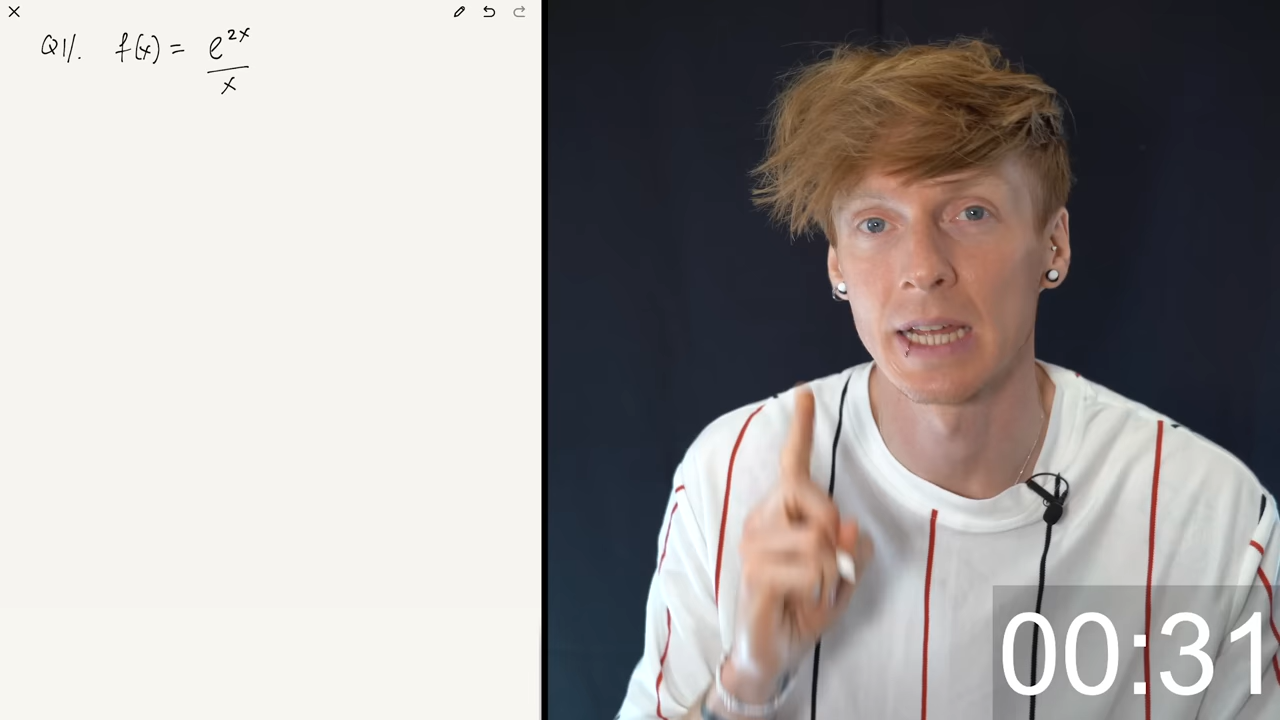 Q1/. f(x) = e^{2x}
x
00:31